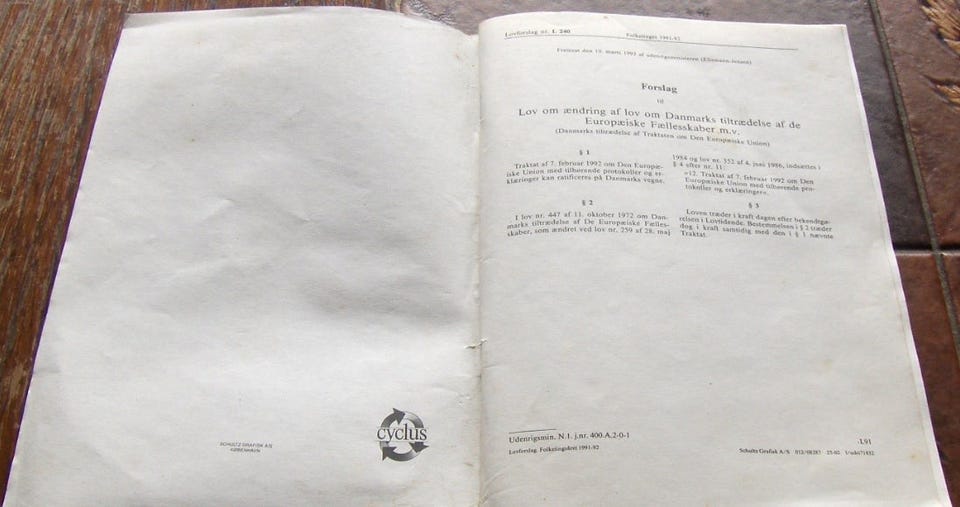 SCHULTZ GRAFISK A/S
KØBENHAVN
cyclus
Lovforslag nr. L 240
Folketinget 1991-92
Fremsat den 15. marts 1992 af udenrigsministeren (Ellemann-Jensen)
Forslag
til
Lov om ændring af lov om Danmarks tiltrædelse af de
Europæiske Fællesskaber m.v.
(Danmarks tiltrædelse af Traktaten om Den Europæiske Union)
§ 1
Traktat af 7. februar 1992 om Den Europæ-
iske Union med tilhørende protokoller og er-
klæringer kan ratificeres på Danmarks vegne.
§ 2
I lov nr. 447 af 11. oktober 1972 om Dan-
marks tiltrædelse af De Europæiske Fælles-
skaber, som ændret ved lov nr. 259 af 28. maj
1984 og lov nr. 352 af 4. juni 1986, indsættes i
§ 4 efter nr. 11:
»12. Traktat af 7. februar 1992 om Den
Europæiske Union med tilhørende pro-
tokoller og erklæringer«.
§ 3
Loven træder i kraft dagen efter bekendtgø-
relsen i Lovtidende. Bestemmelsen i § 2 træder
dog i kraft samtidig med den i § 1 nævnte
Traktat.
Udenrigsmin. N.1. j.nr. 400.A.2-0-1
Lovforslag. Folketingsåret 1991-92
L91
Schultz Grafisk A/S